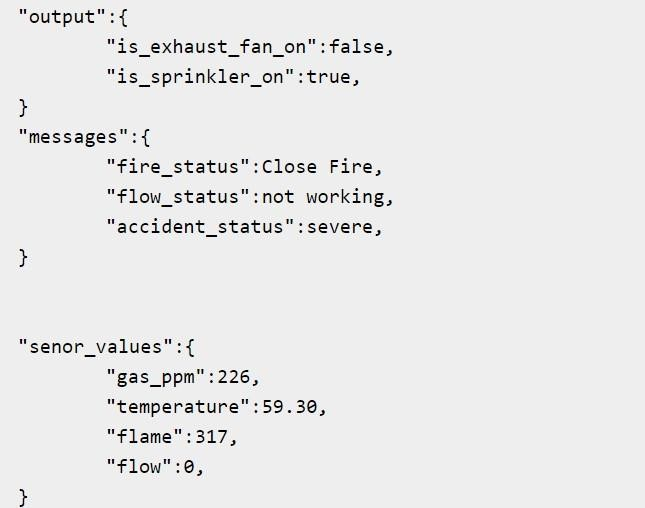 "output":{
"is_exhaust_fan_on":false,
"is_sprinkler_on":true,
}
"messages":{
"fire_status":Close Fire,
"flow_status":not working,
"accident_status":severe,
}
"senor_values":{
"gas_ppm":226,
"temperature":59.30,
"flame":317,
"flow":0,
}